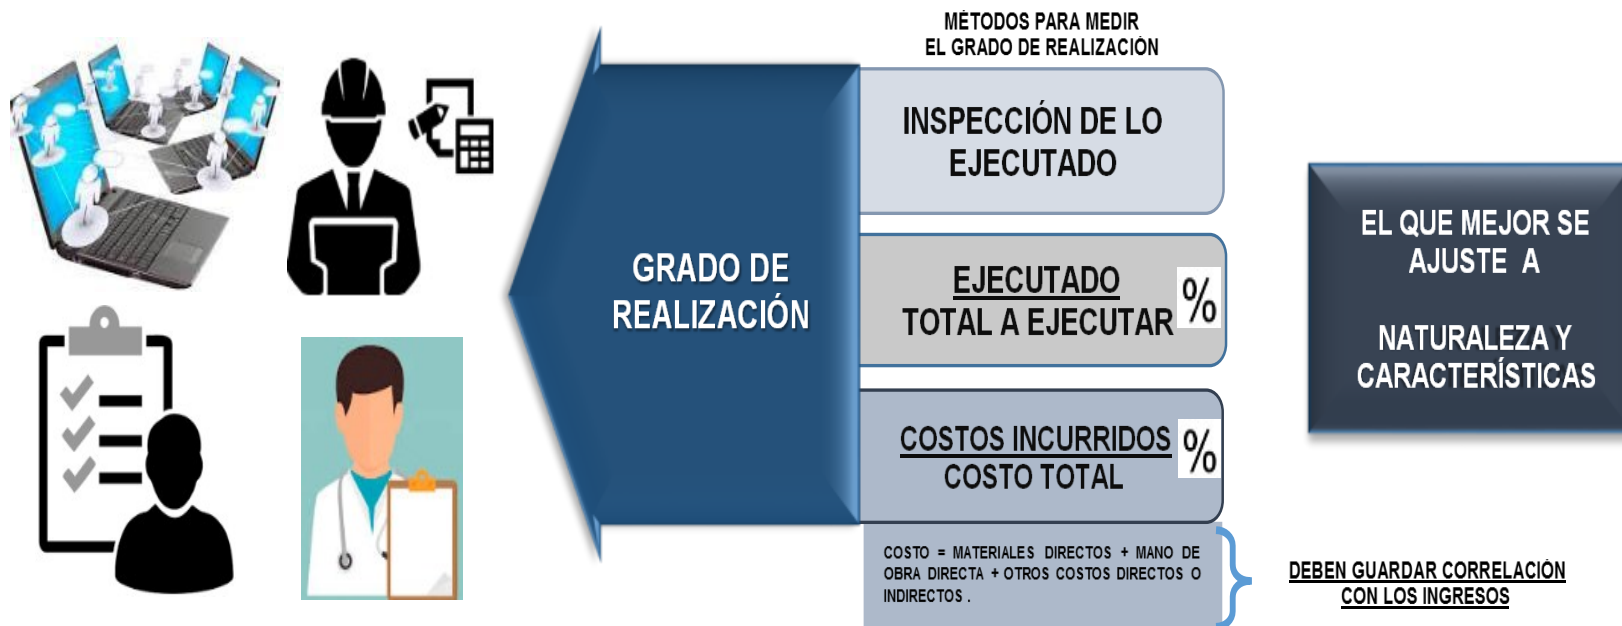 MÉTODOS PARA MEDIR
EL GRADO DE REALIZACIÓN
GRADO DE
REALIZACIÓN
INSPECCIÓN DE LO
EJECUTADO
EJECUTADO
TOTAL A EJECUTAR
%
COSTOS INCURRIDOS
COSTO TOTAL
%
COSTO = MATERIALES DIRECTOS + MANO DE
OBRA DIRECTA + OTROS COSTOS DIRECTOS O
INDIRECTOS .
EL QUE MEJOR SE
AJUSTE A
NATURALEZA Y
CARACTERÍSTICAS
DEBEN GUARDAR CORRELACIÓN
CON LOS INGRESOS